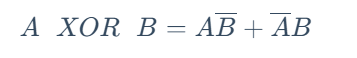 A XOR B = AB̅ + A̅B